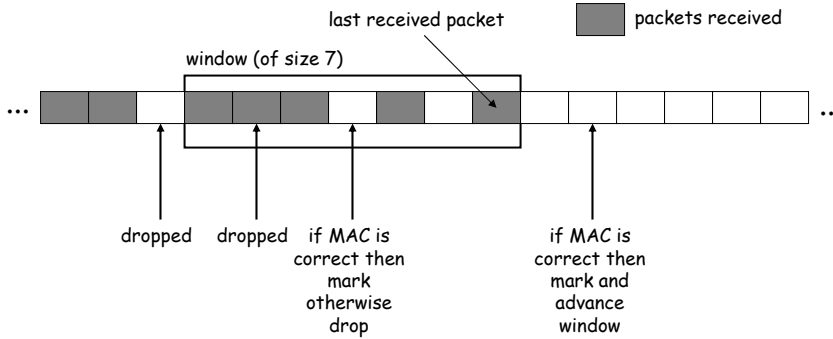 last received packet
packets received
window (of size 7)
...
..
dropped
dropped
if MAC is
correct then
mark
otherwise
drop
if MAC is
correct then
mark and
advance
window